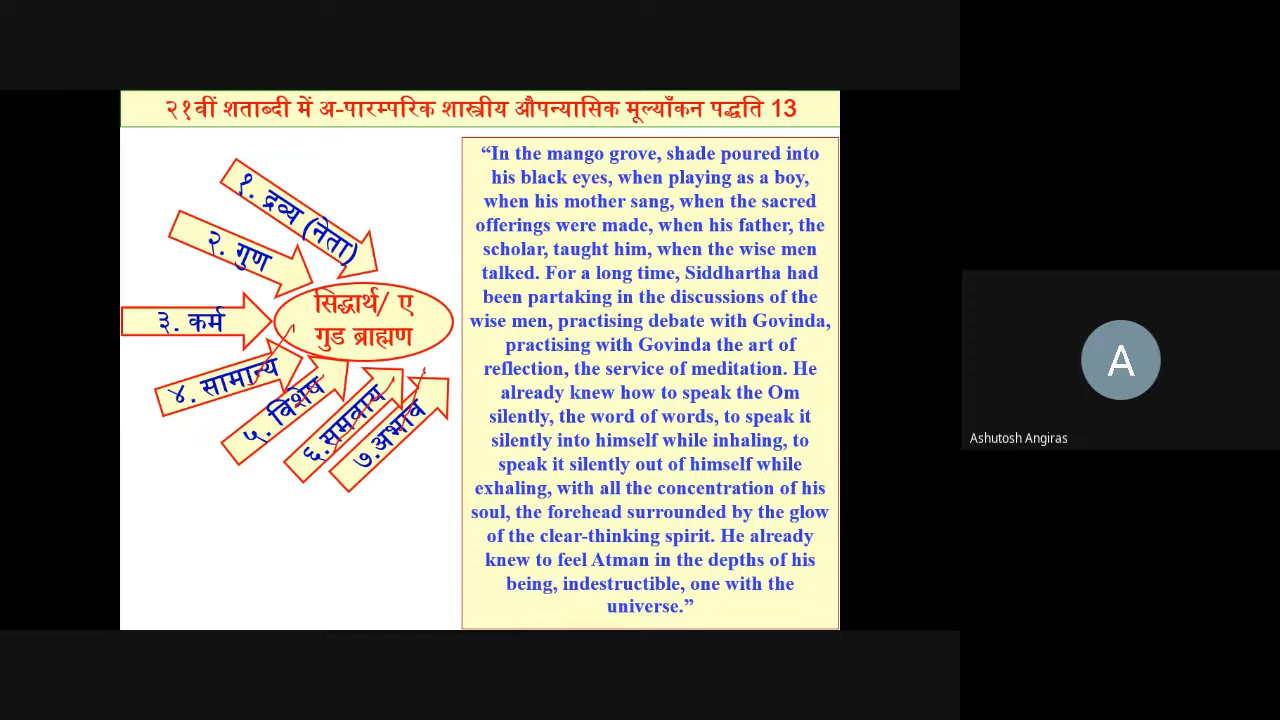 २१वीं शताब्दी में अ-पारम्परिक शास्त्रीय औपन्यासिक मूल्याँकन पद्धति 13
१. द्रव्य (नेता)
२. गुण
३. कर्म
४. सामान्य
५. विशेष
६.समवाय
७.अभाव
सिद्धार्थ/ ए
गुड ब्राह्मण
“In the mango grove, shade poured into
his black eyes, when playing as a boy,
when his mother sang, when the sacred
offerings were made, when his father, the
scholar, taught him, when the wise men
talked. For a long time, Siddhartha had
been partaking in the discussions of the
wise men, practising debate with Govinda,
practising with Govinda the art of
reflection, the service of meditation. He
already knew how to speak the Om
silently, the word of words, to speak it
silently into himself while inhaling, to
speak it silently out of himself while
exhaling, with all the concentration of his
soul, the forehead surrounded by the glow
of the clear-thinking spirit. He already
knew to feel Atman in the depths of his
being, indestructible, one with the
universe.”
A
Ashutosh Angiras